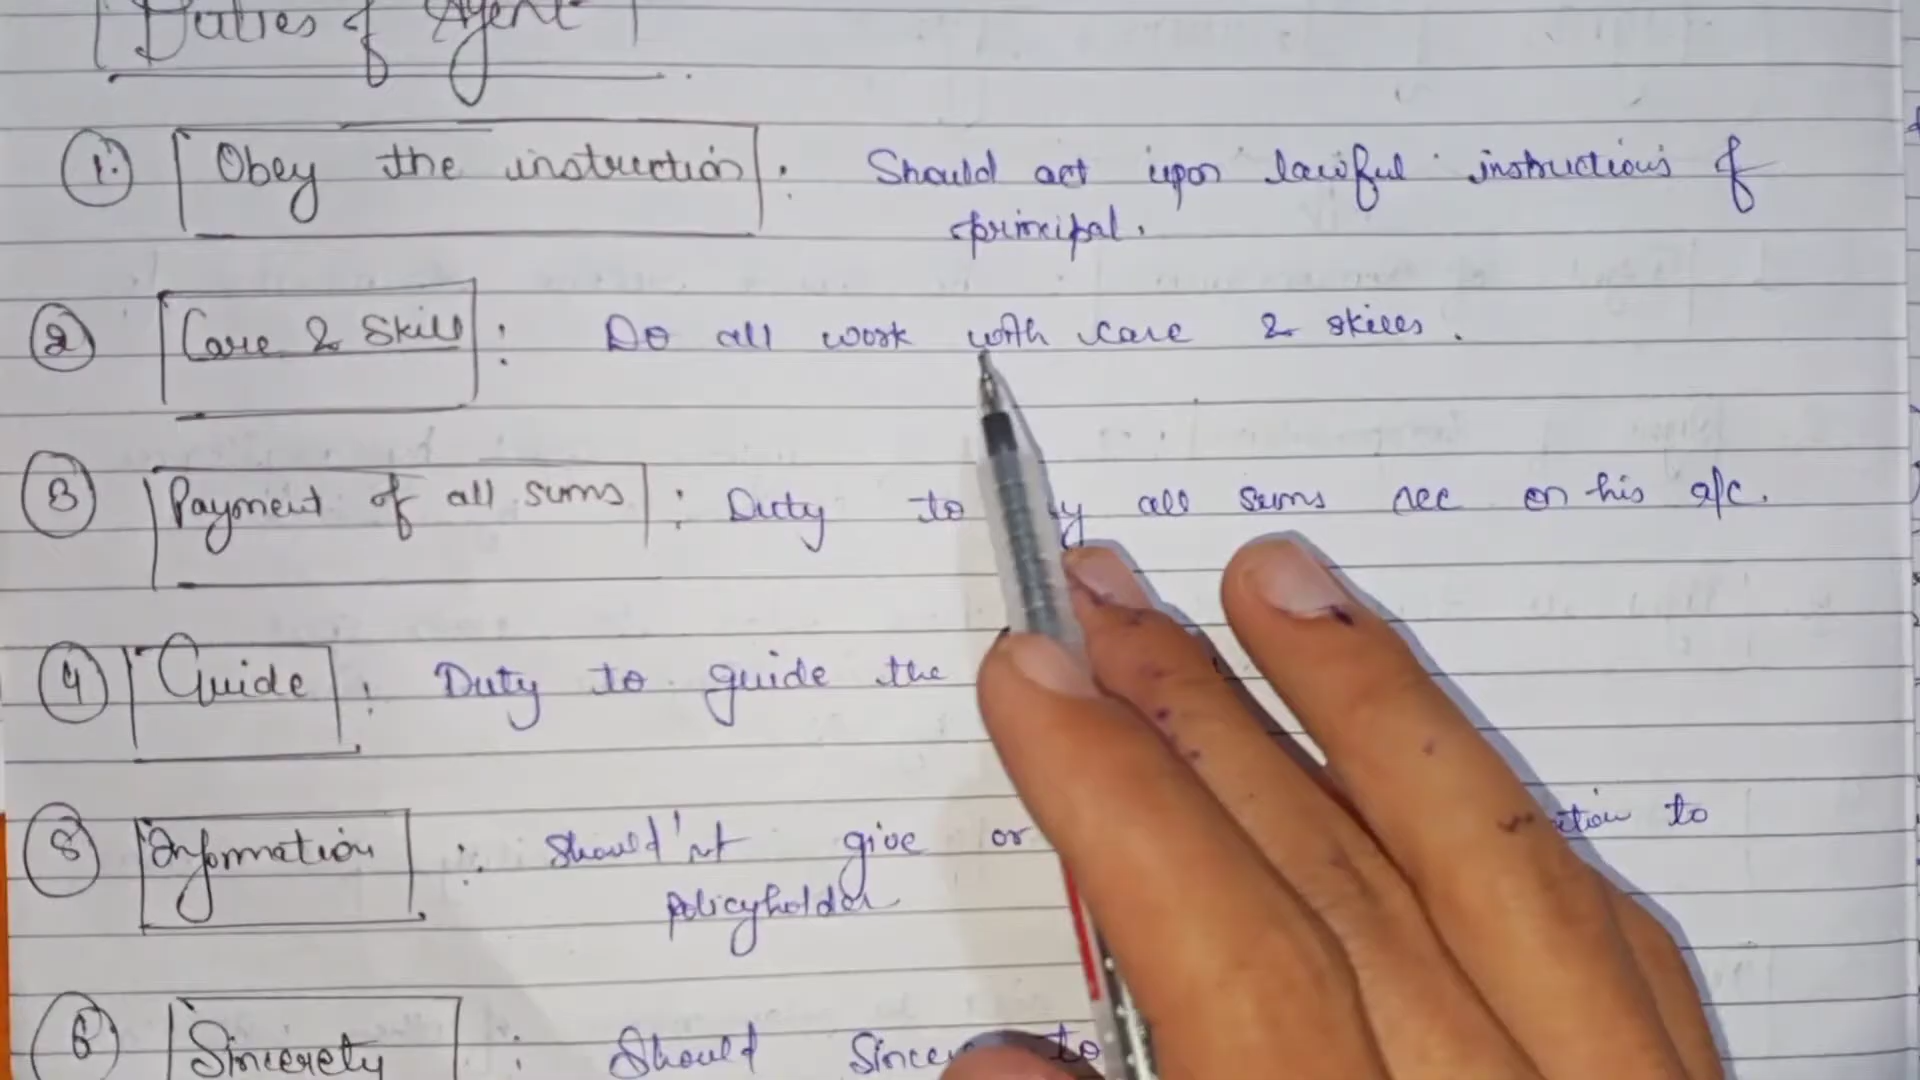 Duties of Agent
1. Obey the instruction : Should act upon lawful instructions of
principal.
2 Care & Skill : Do all work with care & skills.
3 Payment of all sums : Duty to all sums rec on his a/c.
4 Guide : Duty to guide the
5 Information : Should'nt give or to
policyholder
6 Sincerety : Should to